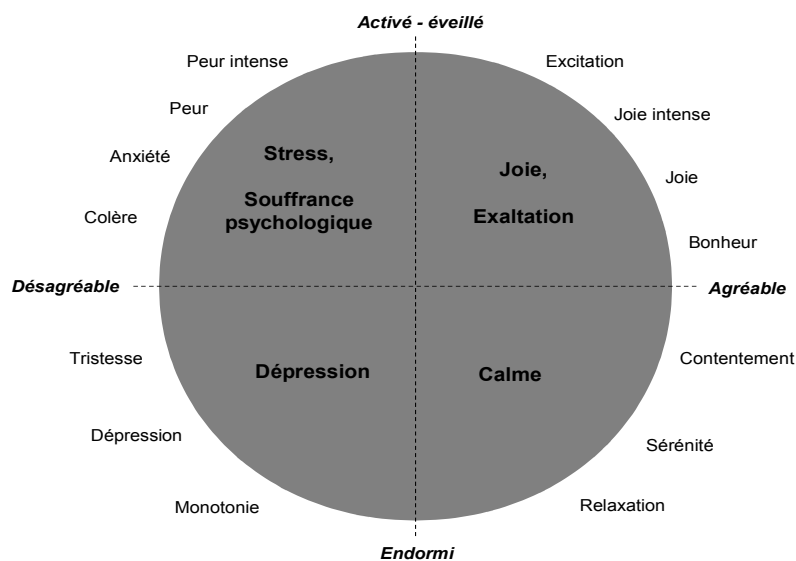 Activé - éveillé
Peur intense
Excitation
Peur
Joie intense
Anxiété
Stress,
Joie,
Joie
Souffrance
psychologique
Exaltation
Colère
Bonheur
Désagréable
Agréable
Tristesse
Dépression
Calme
Contentement
Dépression
Sérénité
Monotonie
Relaxation
Endormi